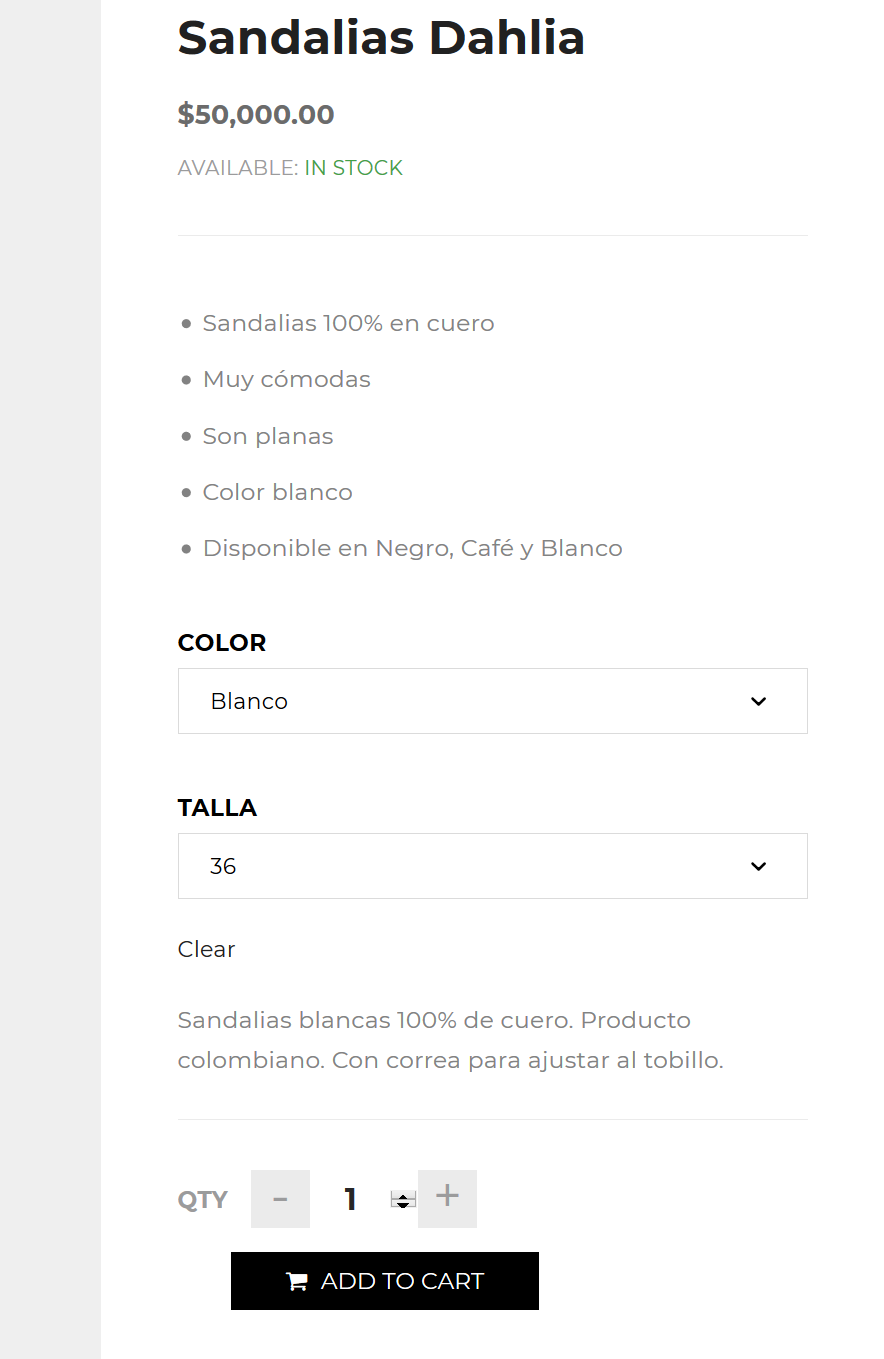 Sandalias Dahlia
$50,000.00
AVAILABLE: IN STOCK
Sandalias 100% en cuero
Muy cómodas
Son planas
Color blanco
Disponible en Negro, Café y Blanco
COLOR
Blanco
TALLA
36
Clear
Sandalias blancas 100% de cuero. Producto
colombiano. Con correa para ajustar al tobillo.
QTY - 1 +
ADD TO CART